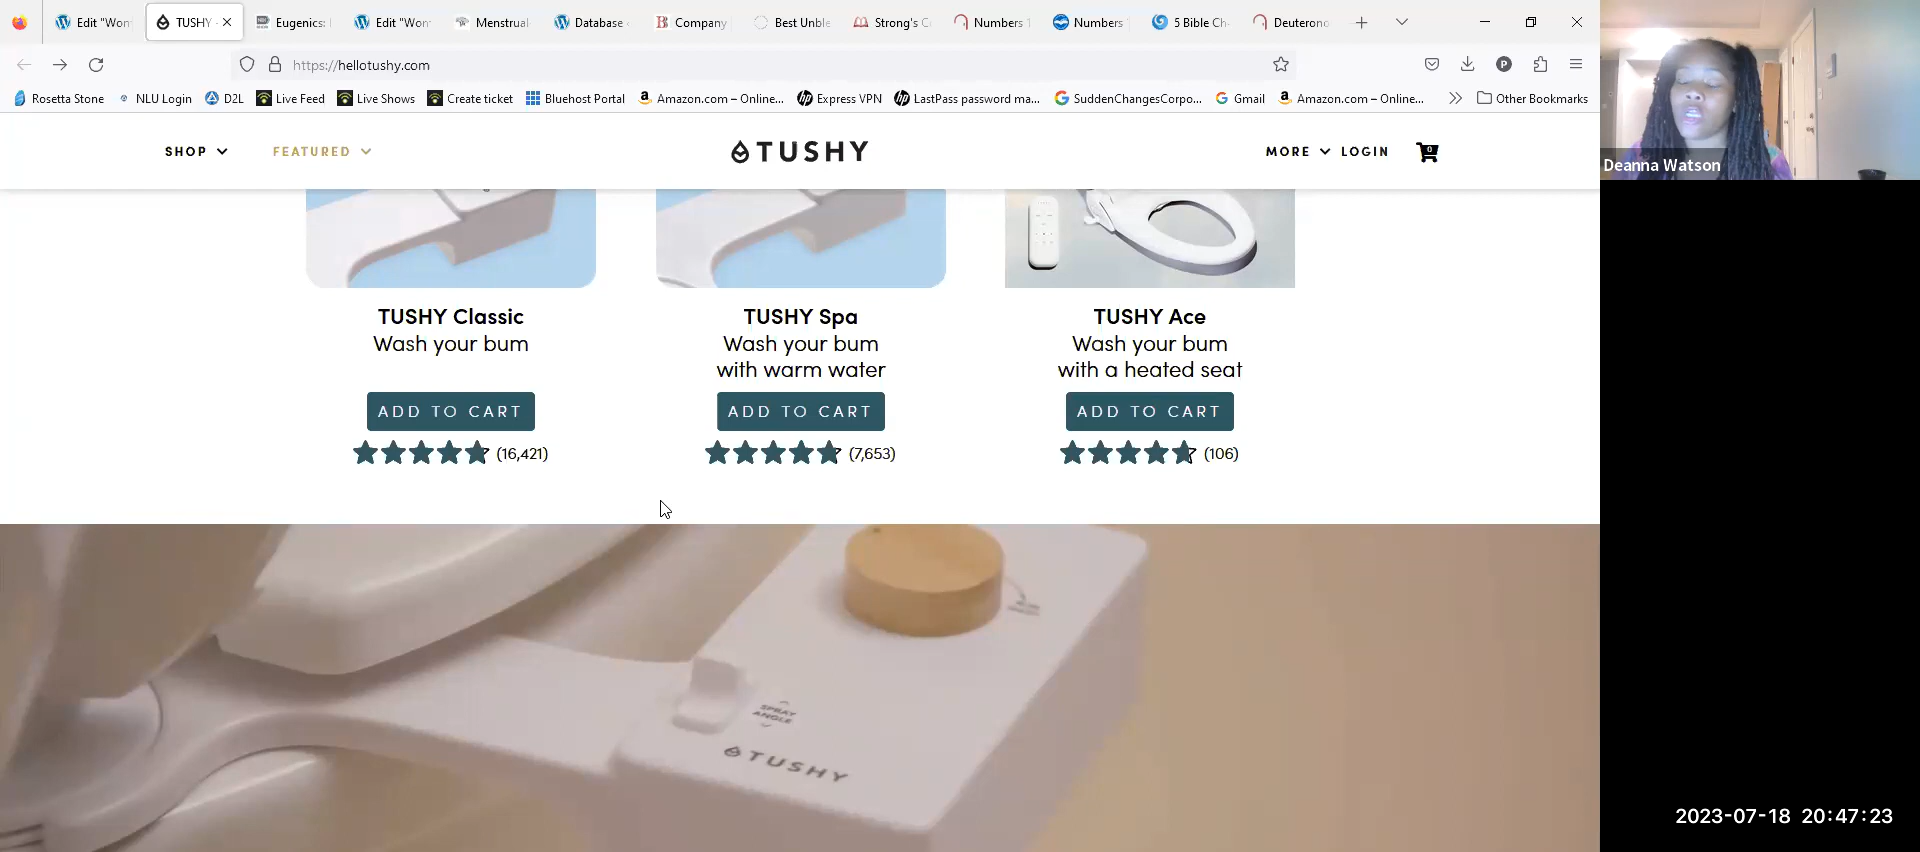 Edit "Won
TUSHY -
Eugenics:
Edit "Won
Menstrual
Database
Company
Best Unble
Strong's C
Numbers 1
Numbers
5 Bible Ch
Deuterono
https://hellotushy.com
P
Rosetta Stone
NLU Login
D2L
Live Feed
Live Shows
Create ticket
Bluehost Portal
Amazon.com – Online...
Express VPN
LastPass password ma...
SuddenChangesCorpo...
Gmail
Amazon.com – Online...
Other Bookmarks
SHOP
FEATURED
TUSHY
MORE
LOGIN
0
Deanna Watson
TUSHY Classic
Wash your bum
ADD TO CART
(16,421)
TUSHY Spa
Wash your bum
with warm water
ADD TO CART
(7,653)
TUSHY Ace
Wash your bum
with a heated seat
ADD TO CART
(106)
SPRAY
ANGLE
TUSHY
2023-07-18 20:47:23